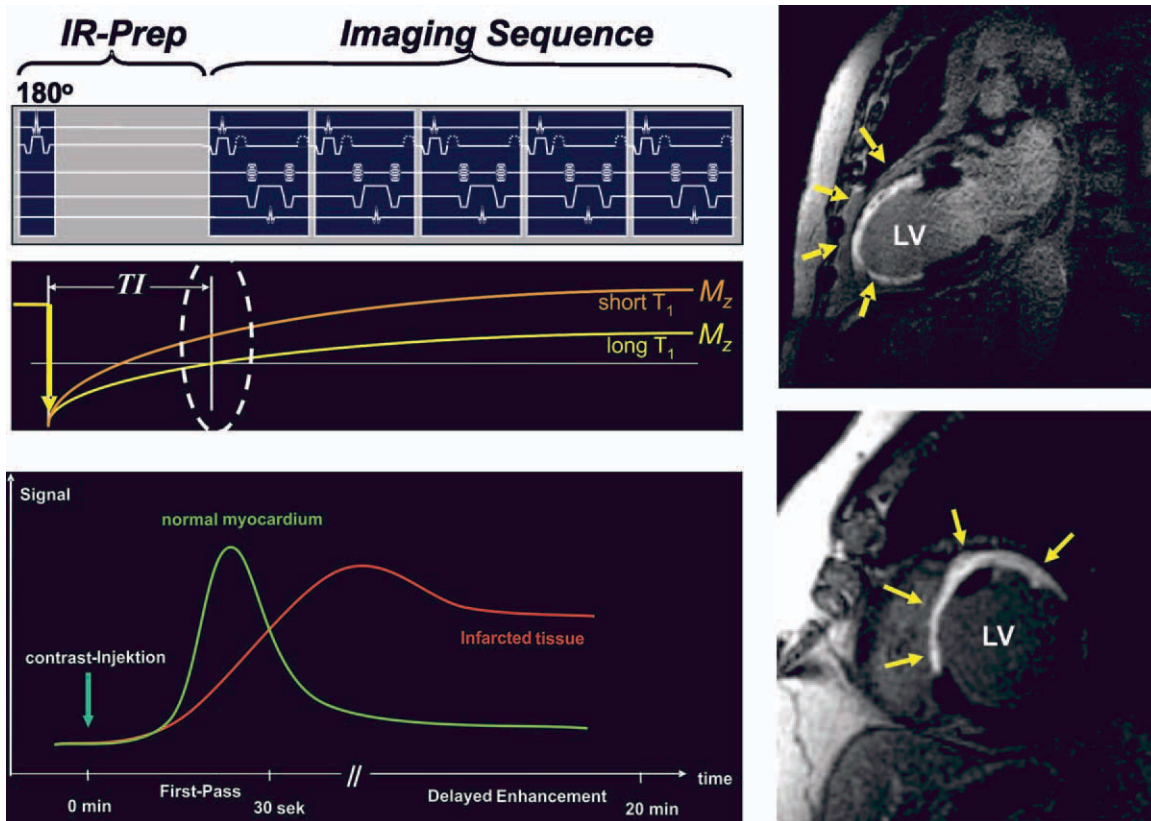 IR-Prep
Imaging Sequence
180º
TI
short T1
Mz
long T1
Mz
Signal
normal myocardium
Infarcted tissue
contrast-Injektion
0 min
First-Pass
30 sek
//
Delayed Enhancement
20 min
time
LV
LV